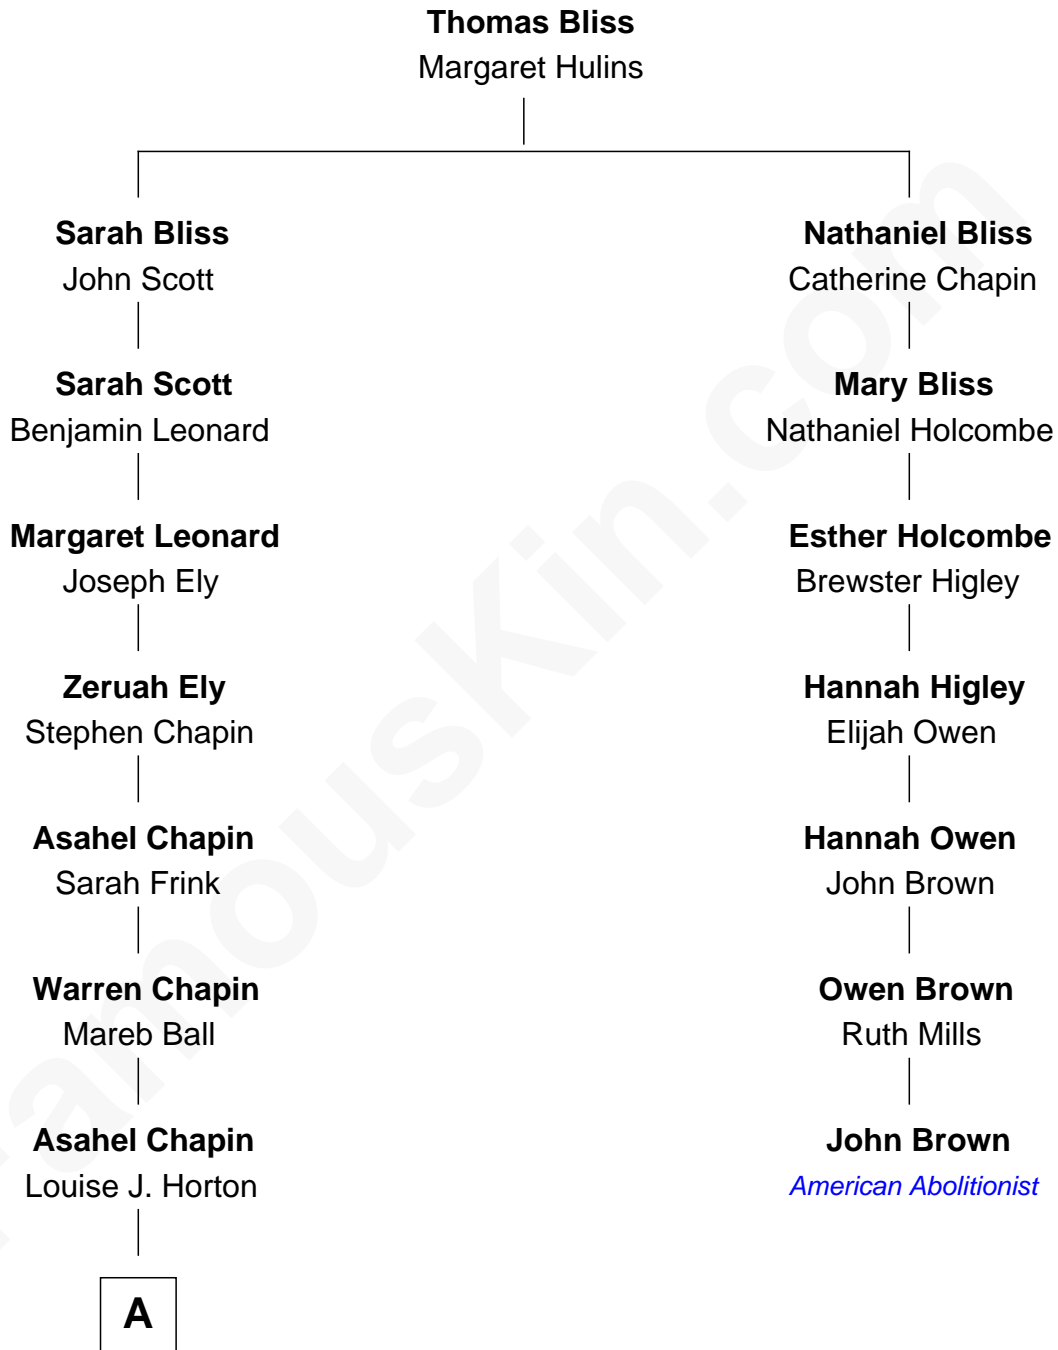 Thomas Bliss
Margaret Hulins
Sarah Bliss
John Scott
Nathaniel Bliss
Catherine Chapin
Sarah Scott
Benjamin Leonard
Mary Bliss
Nathaniel Holcombe
Margaret Leonard
Joseph Ely
Esther Holcombe
Brewster Higley
Zeruah Ely
Stephen Chapin
Hannah Higley
Elijah Owen
Asahel Chapin
Sarah Frink
Hannah Owen
John Brown
Warren Chapin
Mareb Ball
Owen Brown
Ruth Mills
Asahel Chapin
Louise J. Horton
John Brown
American Abolitionist
A
FamousKin.com